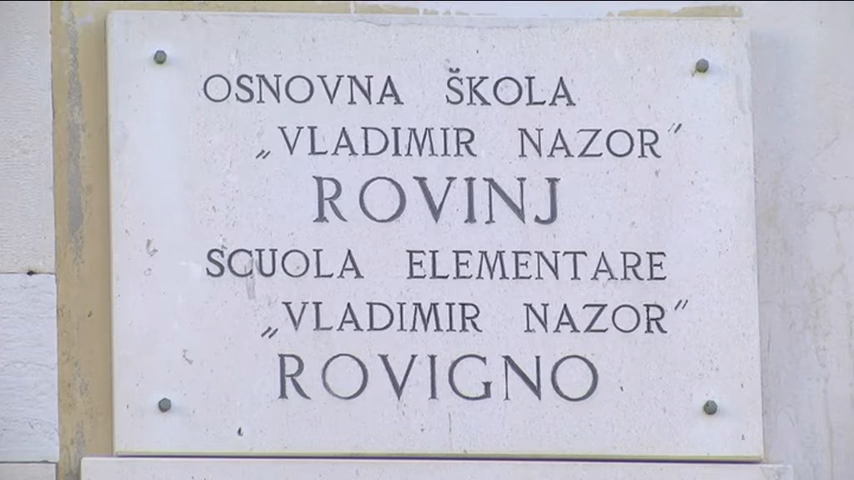 OSNOVNA ŠKOLA
„VLADIMIR NAZOR”
ROVINJ
SCUOLA ELEMENTARE
„VLADIMIR NAZOR”
ROVIGNO